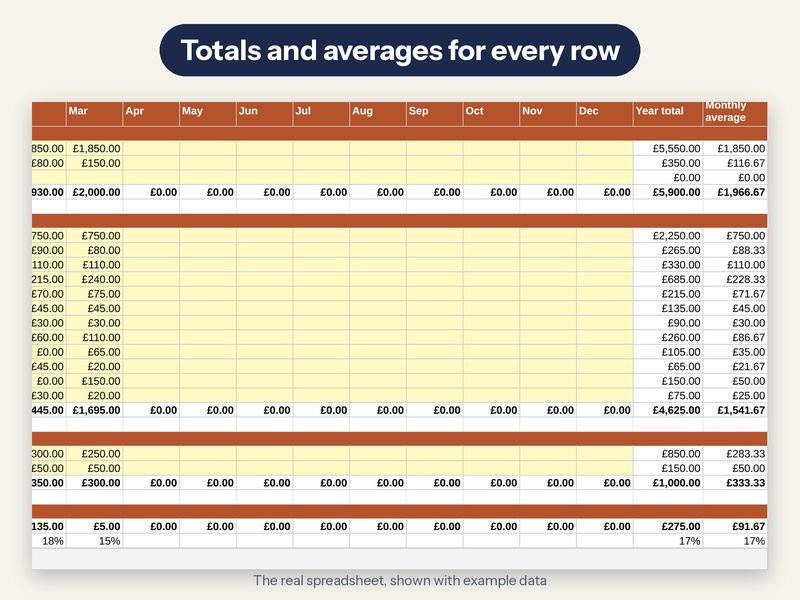 Totals and averages for every row
Mar Apr May Jun Jul Aug Sep Oct Nov Dec Year total Monthly average
850.00 £1,850.00 £5,550.00 £1,850.00
£80.00 £150.00 £350.00 £116.67
£0.00 £0.00
930.00 £2,000.00 £0.00 £0.00 £0.00 £0.00 £0.00 £0.00 £0.00 £0.00 £0.00 £5,900.00 £1,966.67
750.00 £750.00 £2,250.00 £750.00
£90.00 £80.00 £265.00 £88.33
110.00 £110.00 £330.00 £110.00
215.00 £240.00 £685.00 £228.33
£70.00 £75.00 £215.00 £71.67
£45.00 £45.00 £135.00 £45.00
£30.00 £30.00 £90.00 £30.00
£60.00 £110.00 £260.00 £86.67
£0.00 £65.00 £105.00 £35.00
£45.00 £20.00 £65.00 £21.67
£0.00 £150.00 £150.00 £50.00
£30.00 £20.00 £75.00 £25.00
445.00 £1,695.00 £0.00 £0.00 £0.00 £0.00 £0.00 £0.00 £0.00 £0.00 £0.00 £4,625.00 £1,541.67
300.00 £250.00 £850.00 £283.33
£50.00 £50.00 £150.00 £50.00
350.00 £300.00 £0.00 £0.00 £0.00 £0.00 £0.00 £0.00 £0.00 £0.00 £0.00 £1,000.00 £333.33
135.00 £5.00 £0.00 £0.00 £0.00 £0.00 £0.00 £0.00 £0.00 £0.00 £0.00 £275.00 £91.67
18% 15% 17% 17%
The real spreadsheet, shown with example data